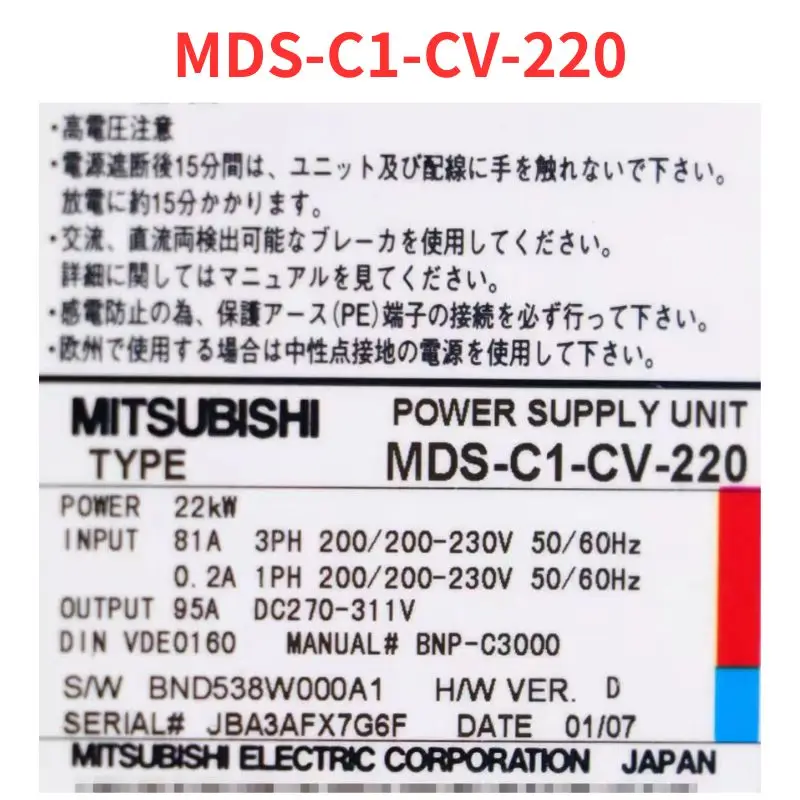 MDS-C1-CV-220
・高電圧注意
・電源遮断後15分間は、ユニット及び配線に手を触れないで下さい。
放電に約15分かかります。
・交流、直流両検出可能なブレーカを使用してください。
詳細に関してはマニュアルを見てください。
・感電防止の為、保護アース(PE)端子の接続を必ず行って下さい。
・欧州で使用する場合は中性点接地の電源を使用して下さい。
MITSUBISHI POWER SUPPLY UNIT
TYPE MDS-C1-CV-220
POWER 22kW
INPUT 81A 3PH 200/200-230V 50/60Hz
0.2A 1PH 200/200-230V 50/60Hz
OUTPUT 95A DC270-311V
DIN VDE0160 MANUAL# BNP-C3000
S/W BND538W000A1 H/W VER. D
SERIAL# JBA3AFX7G6F DATE 01/07
MITSUBISHI ELECTRIC CORPORATION JAPAN